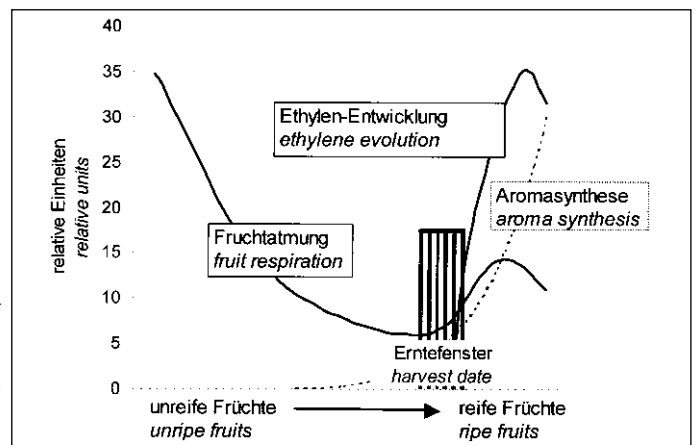 relative Einheiten
relative units
40
35
30
25
20
15
10
5
0
Ethylen-Entwicklung
ethylene evolution
Aromasynthese
aroma synthesis
Fruchtatmung
fruit respiration
Erntefenster
harvest date
unreife Früchte
unripe fruits
reife Früchte
ripe fruits